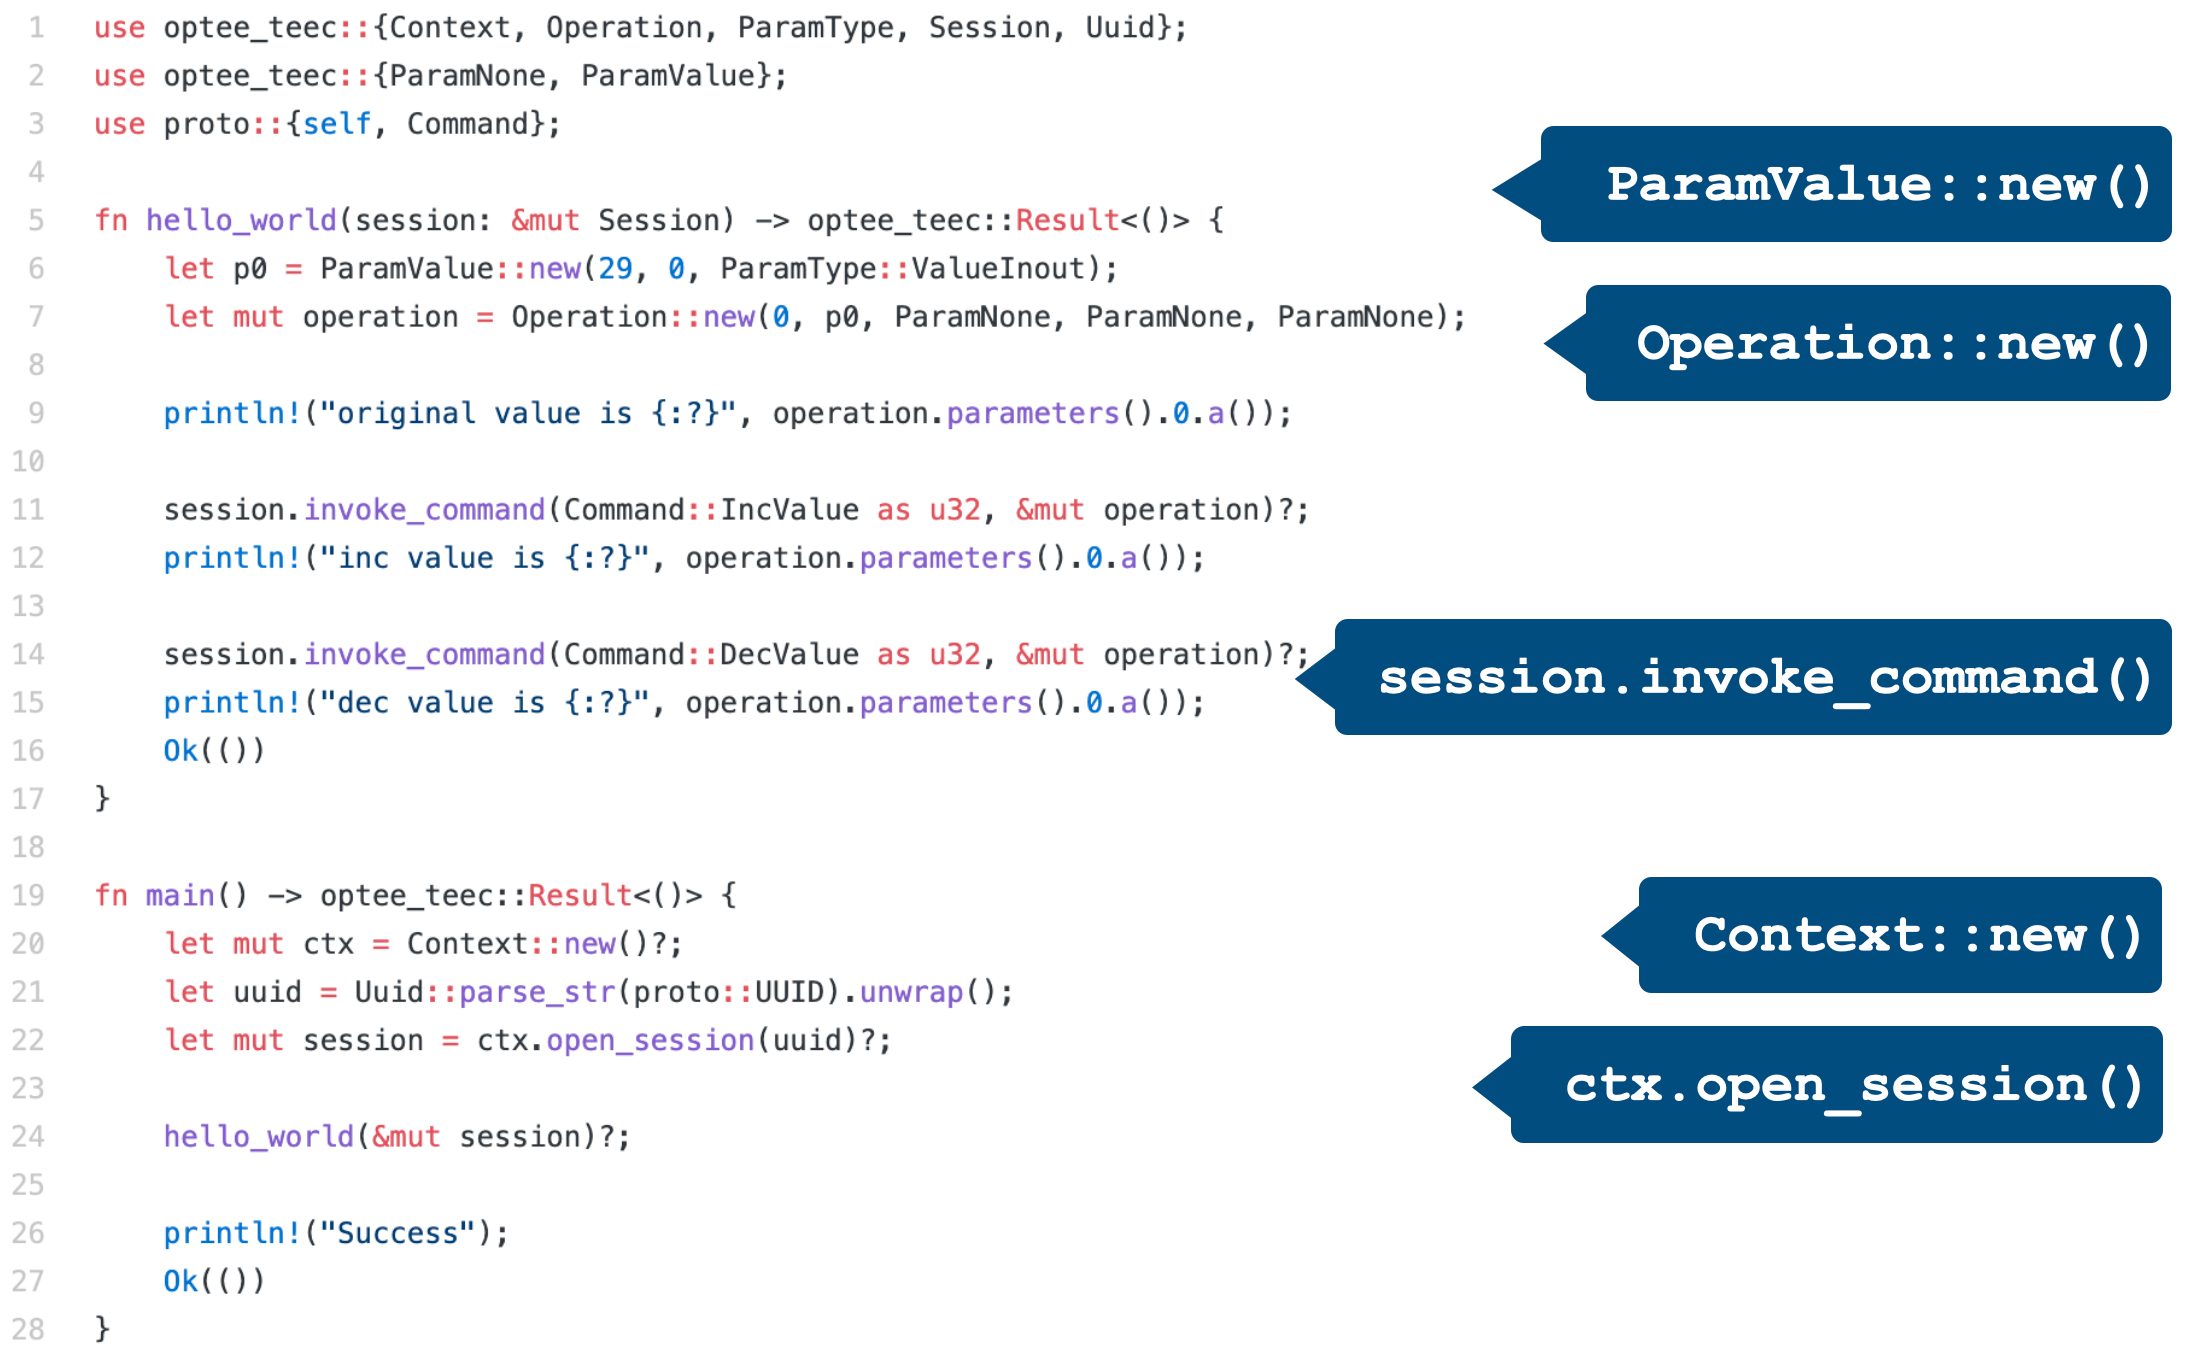 1 use optee_teec::{Context, Operation, ParamType, Session, Uuid};
2 use optee_teec::{ParamNone, ParamValue};
3 use proto::{self, Command};
4
5 fn hello_world(session: &mut Session) -> optee_teec::Result<()> {
6     let p0 = ParamValue::new(29, 0, ParamType::ValueInout);
7     let mut operation = Operation::new(0, p0, ParamNone, ParamNone, ParamNone);
8
9     println!("original value is {:?}", operation.parameters().0.a());
10
11     session.invoke_command(Command::IncValue as u32, &mut operation)?;
12     println!("inc value is {:?}", operation.parameters().0.a());
13
14     session.invoke_command(Command::DecValue as u32, &mut operation)?;
15     println!("dec value is {:?}", operation.parameters().0.a());
16     Ok(())
17 }
18
19 fn main() -> optee_teec::Result<()> {
20     let mut ctx = Context::new()?;
21     let uuid = Uuid::parse_str(proto::UUID).unwrap();
22     let mut session = ctx.open_session(uuid)?;
23
24     hello_world(&mut session)?;
25
26     println!("Success");
27     Ok(())
28 }
ParamValue::new()
Operation::new()
session.invoke_command()
Context::new()
ctx.open_session()